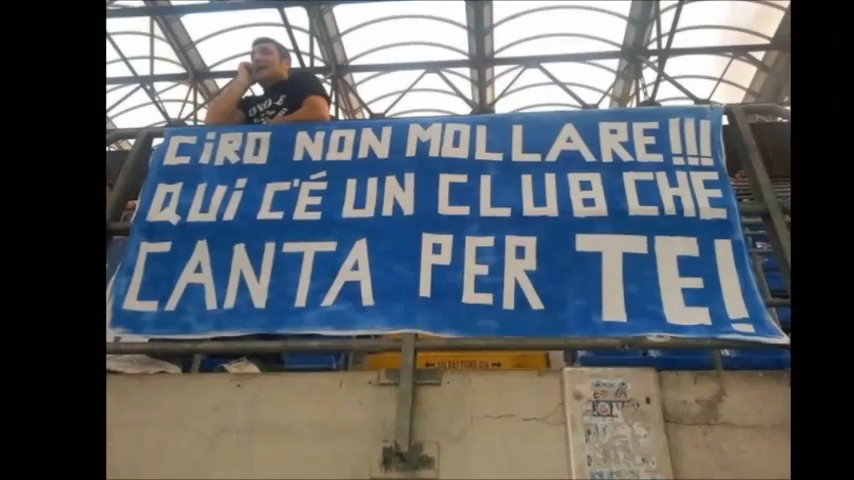 CIRO NON MOLLARE!!!
QUI C'É UN CLUB CHE
CANTA PER TE!